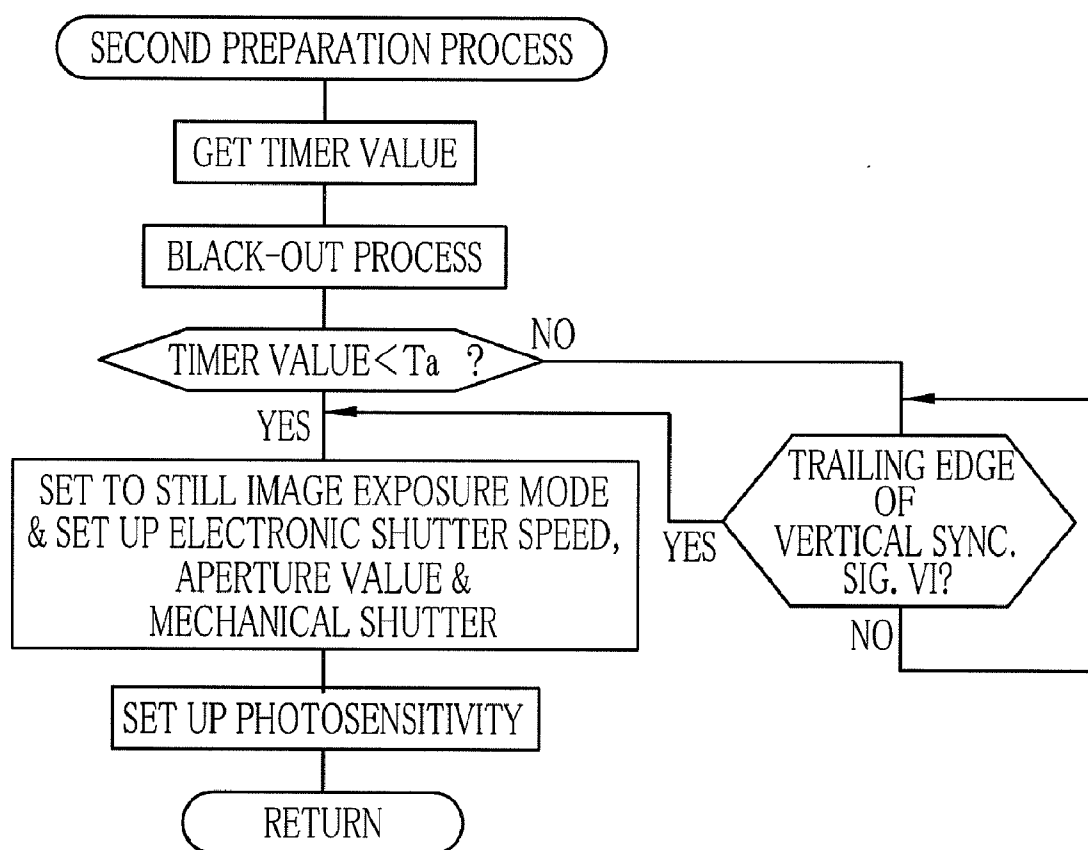 SECOND PREPARATION PROCESS
GET TIMER VALUE
BLACK-OUT PROCESS
TIMER VALUE<Ta ?
NO
YES
SET TO STILL IMAGE EXPOSURE MODE
& SET UP ELECTRONIC SHUTTER SPEED,
APERTURE VALUE &
MECHANICAL SHUTTER
TRAILING EDGE
OF
VERTICAL SYNC.
SIG. VI?
YES
NO
SET UP PHOTOSENSITIVITY
RETURN